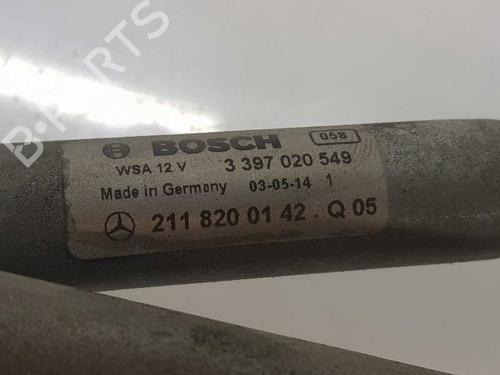 PARTS
BOSCH 058
WSA 12 V 3 397 020 549
Made in Germany 03-05-14 1
211 820 01 42 . Q 05